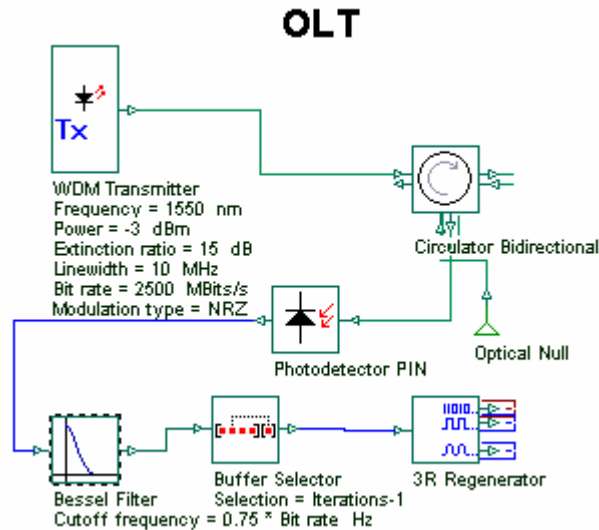 OLT
Tx
WDM Transmitter
Frequency = 1550 nm
Power = -3 dBm
Extinction ratio = 15 dB
Linewidth = 10 MHz
Bit rate = 2500 MBits/s
Modulation type = NRZ
Circulator Bidirectional
Optical Null
Photodetector PIN
Bessel Filter
Cutoff frequency = 0.75 * Bit rate Hz
Buffer Selector
Selection = Iterations-1
11010..
3R Regenerator